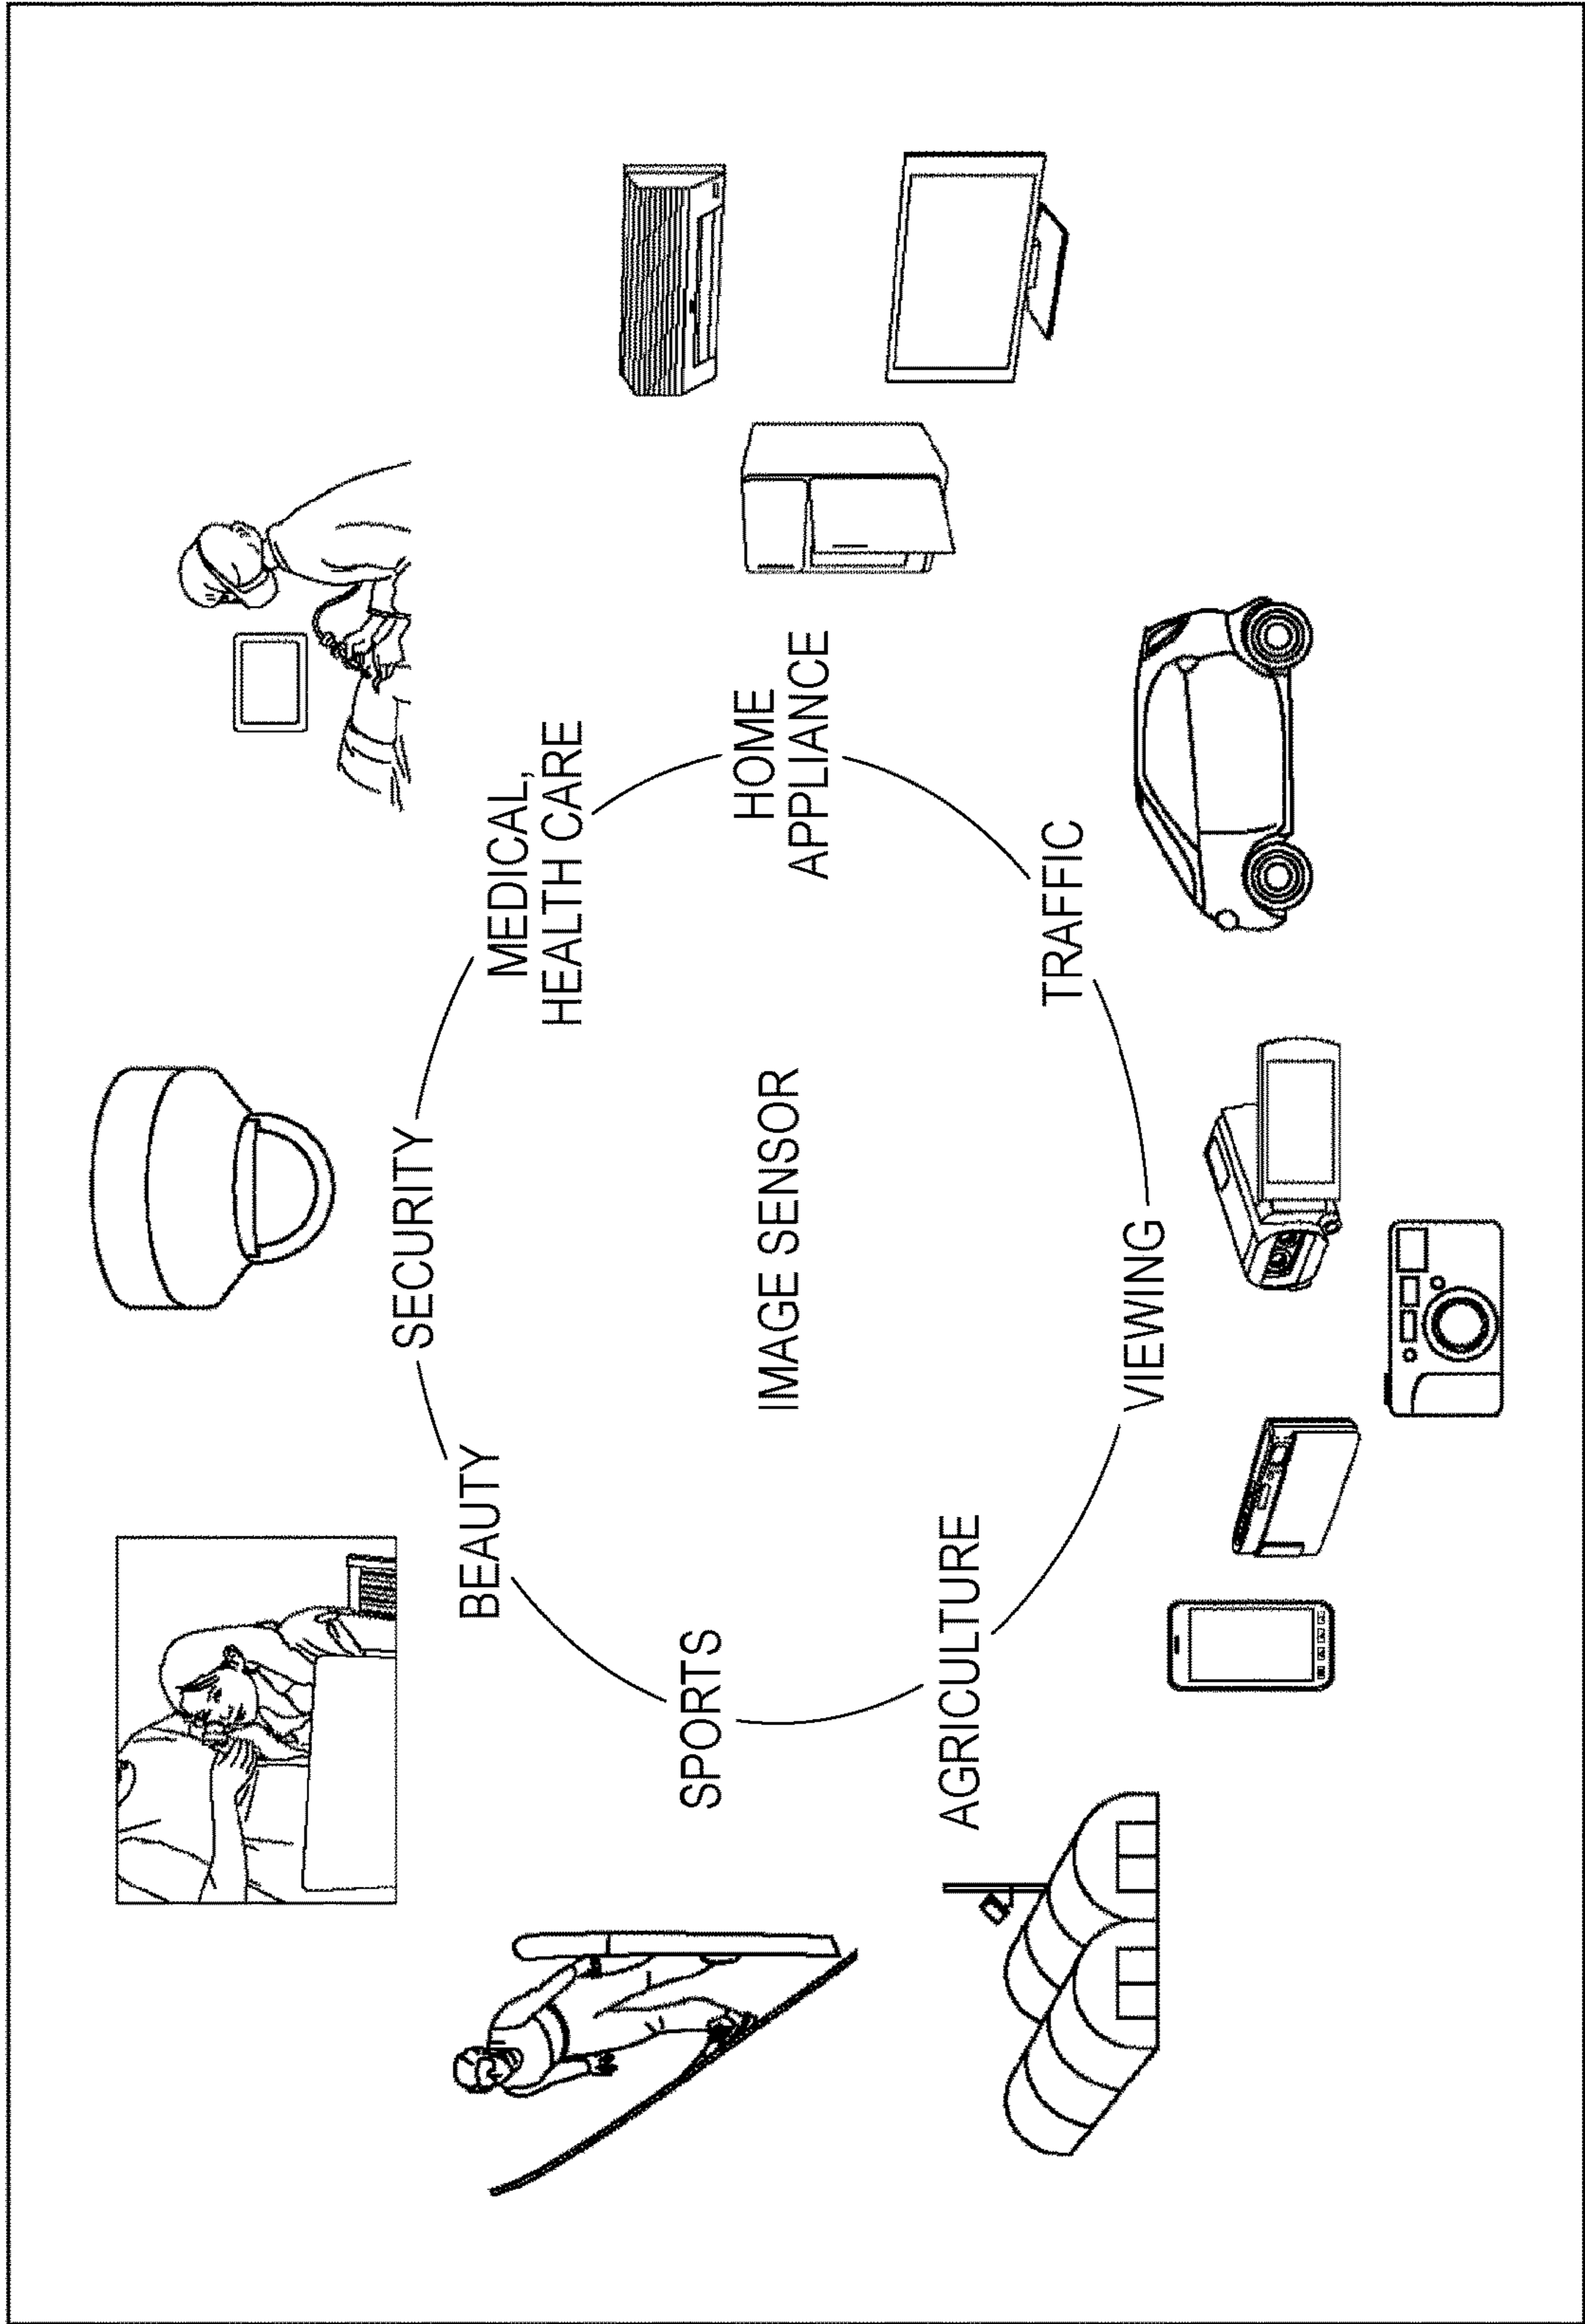 SECURITY
BEAUTY
MEDICAL,
HEALTH CARE
SPORTS
IMAGE SENSOR
HOME
APPLIANCE
AGRICULTURE
TRAFFIC
VIEWING